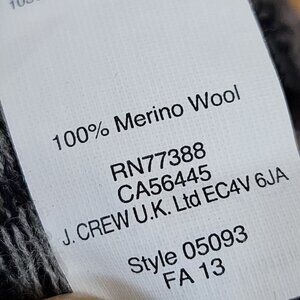 100% Merino Wool
RN77388
CA56445
J. CREW U.K. Ltd EC4V 6JA
Style 05093
FA 13